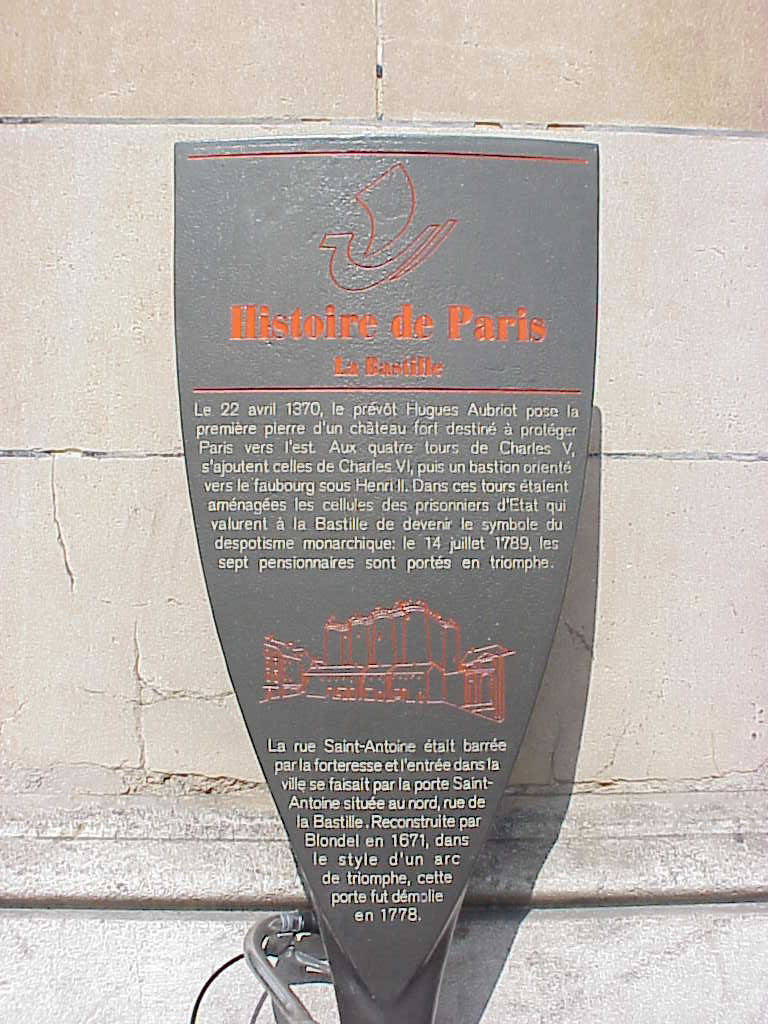 Histoire de Paris
La Bastille
Le 22 avril 1370, le prévôt Hugues Aubriot pose la
première pierre d'un château fort destiné à protéger
Paris vers l'est. Aux quatre tours de Charles V,
s'ajoutent celles de Charles VI, puis un bastion orienté
vers le faubourg sous Henri II. Dans ces tours étaient
aménagées les cellules des prisonniers d'Etat qui
valurent à la Bastille de devenir le symbole du
despotisme monarchique: le 14 juillet 1789, les
sept pensionnaires sont portés en triomphe.
La rue Saint-Antoine était barrée
par la forteresse et l'entrée dans la
ville se faisait par la porte Saint-
Antoine située au nord, rue de
la Bastille. Reconstruite par
Blondel en 1671, dans
le style d'un arc
de triomphe, cette
porte fut démolie
en 1778.